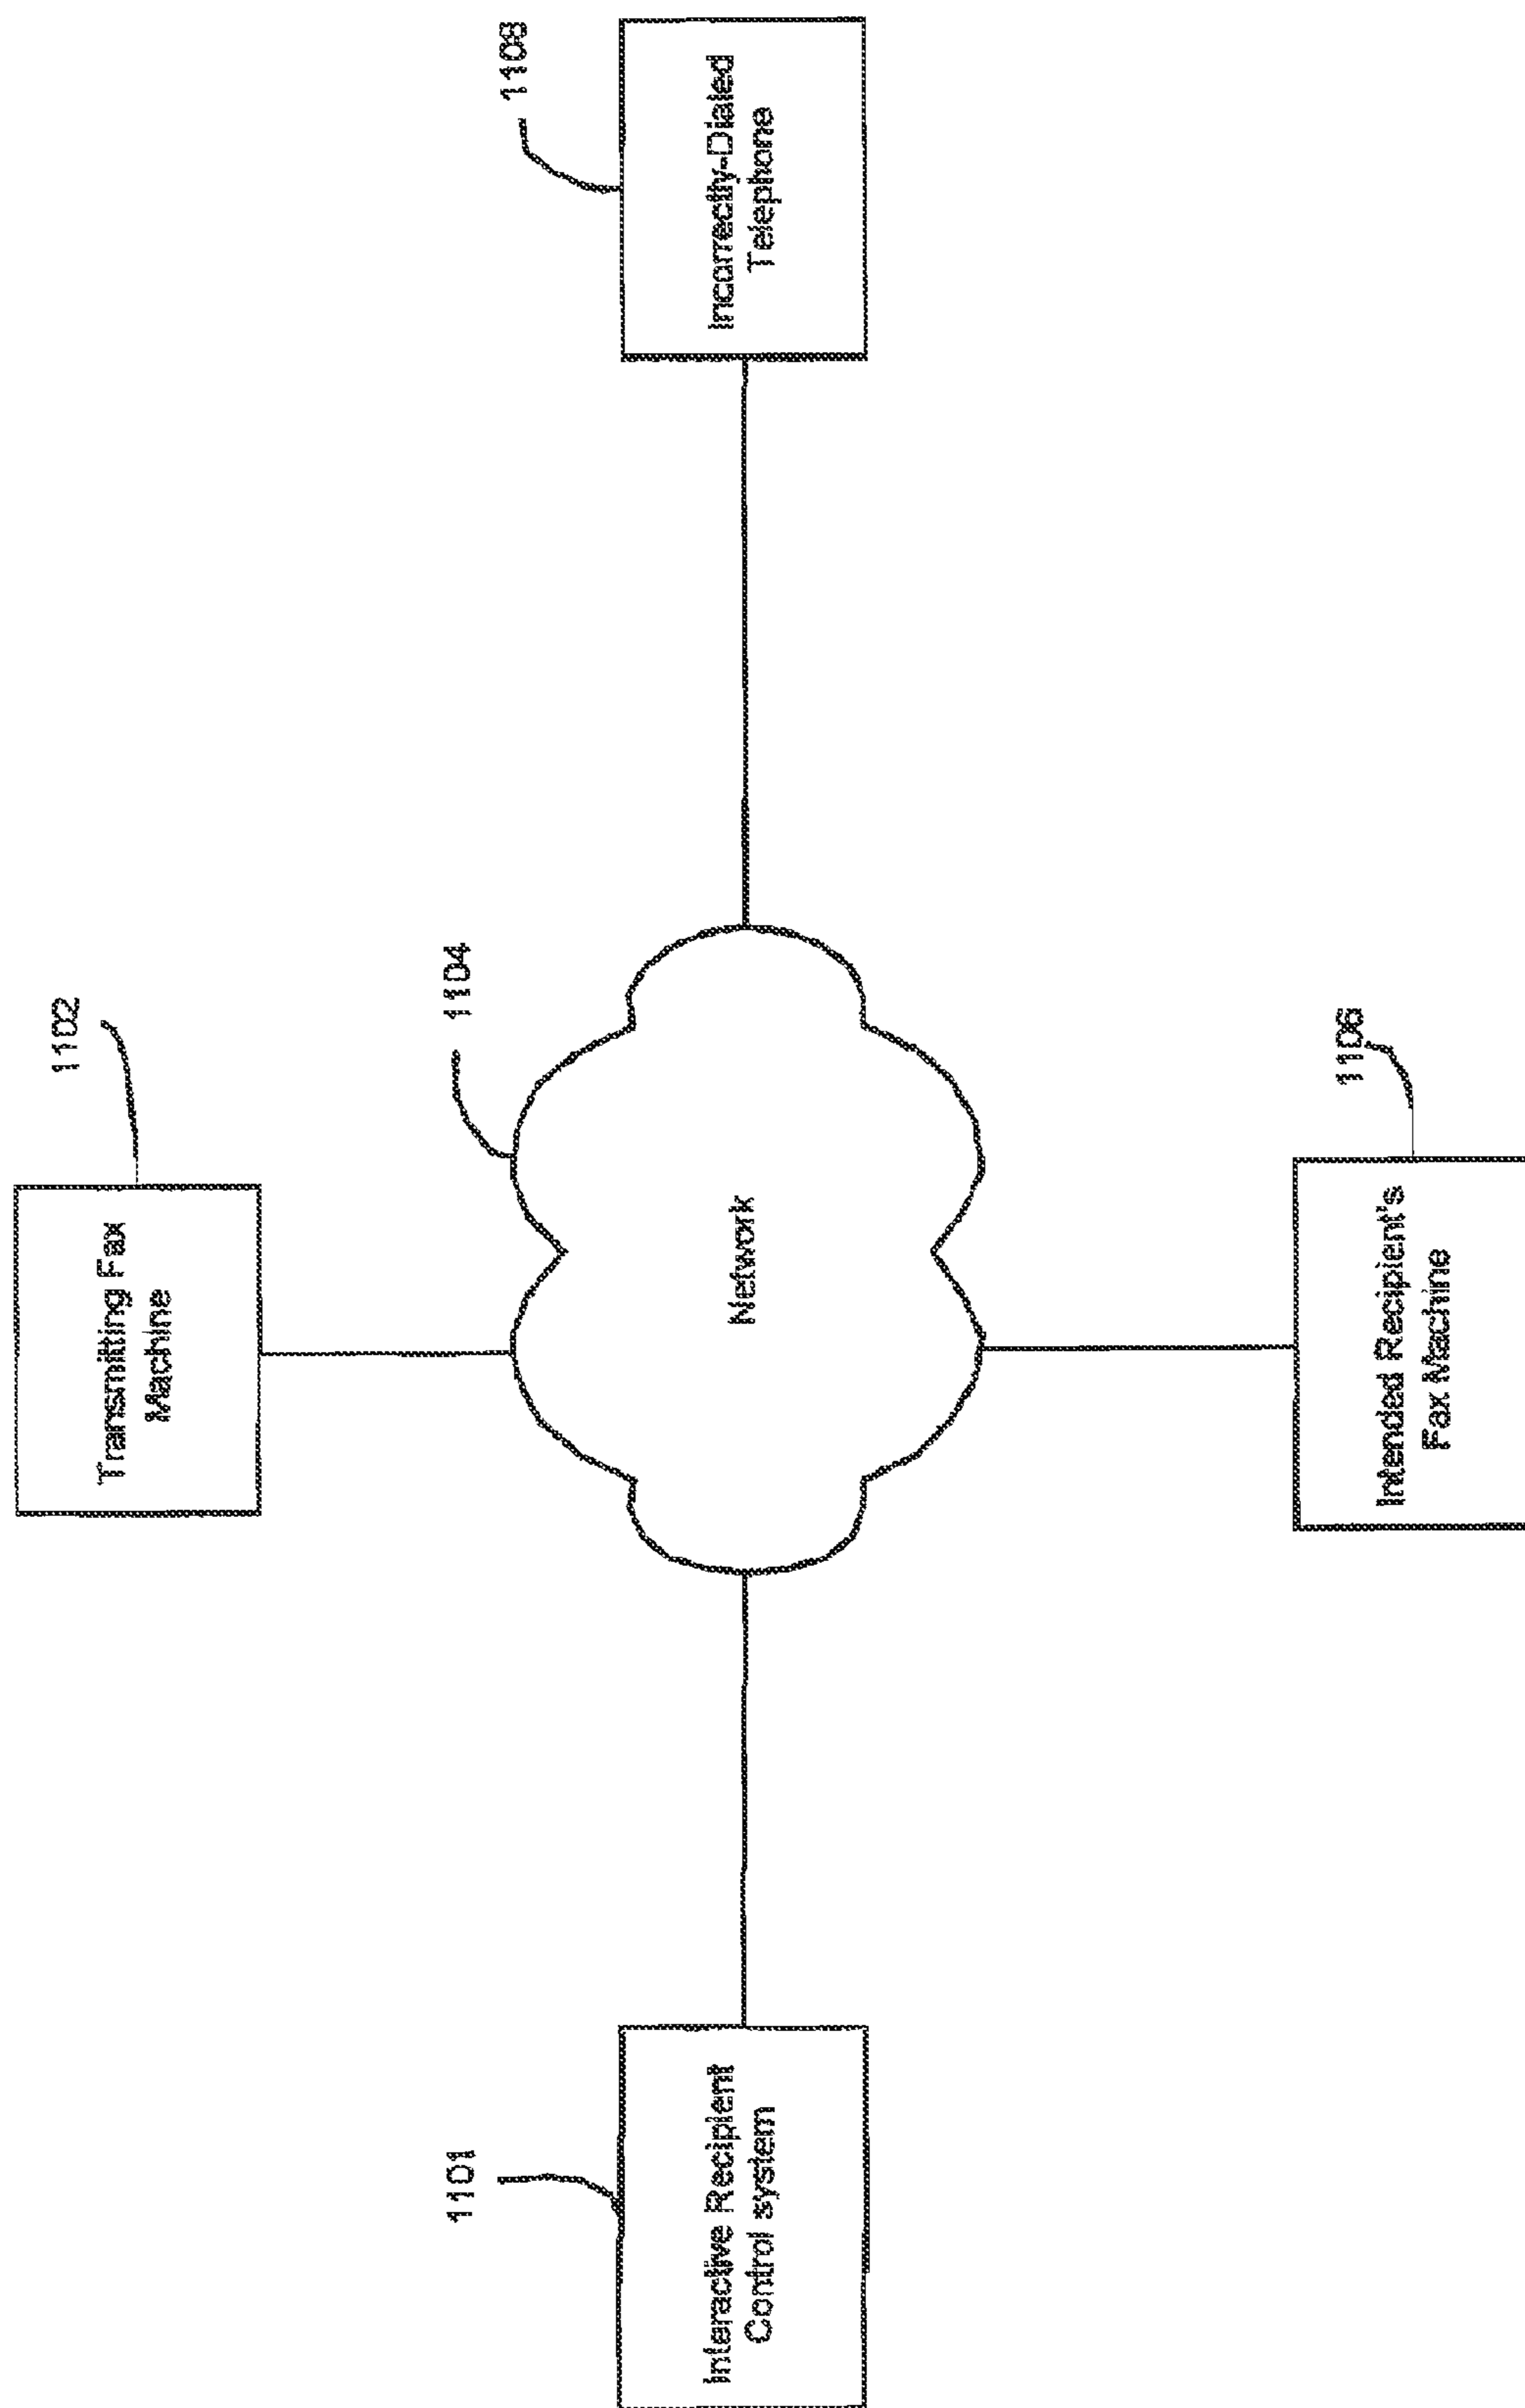 1102
Transmitting Fax
Machine
1101
Interactive Recipient
Control system
1104
Network
1108
Incorrectly-Dialed
Telephone
1106
Intended Recipient's
Fax Machine